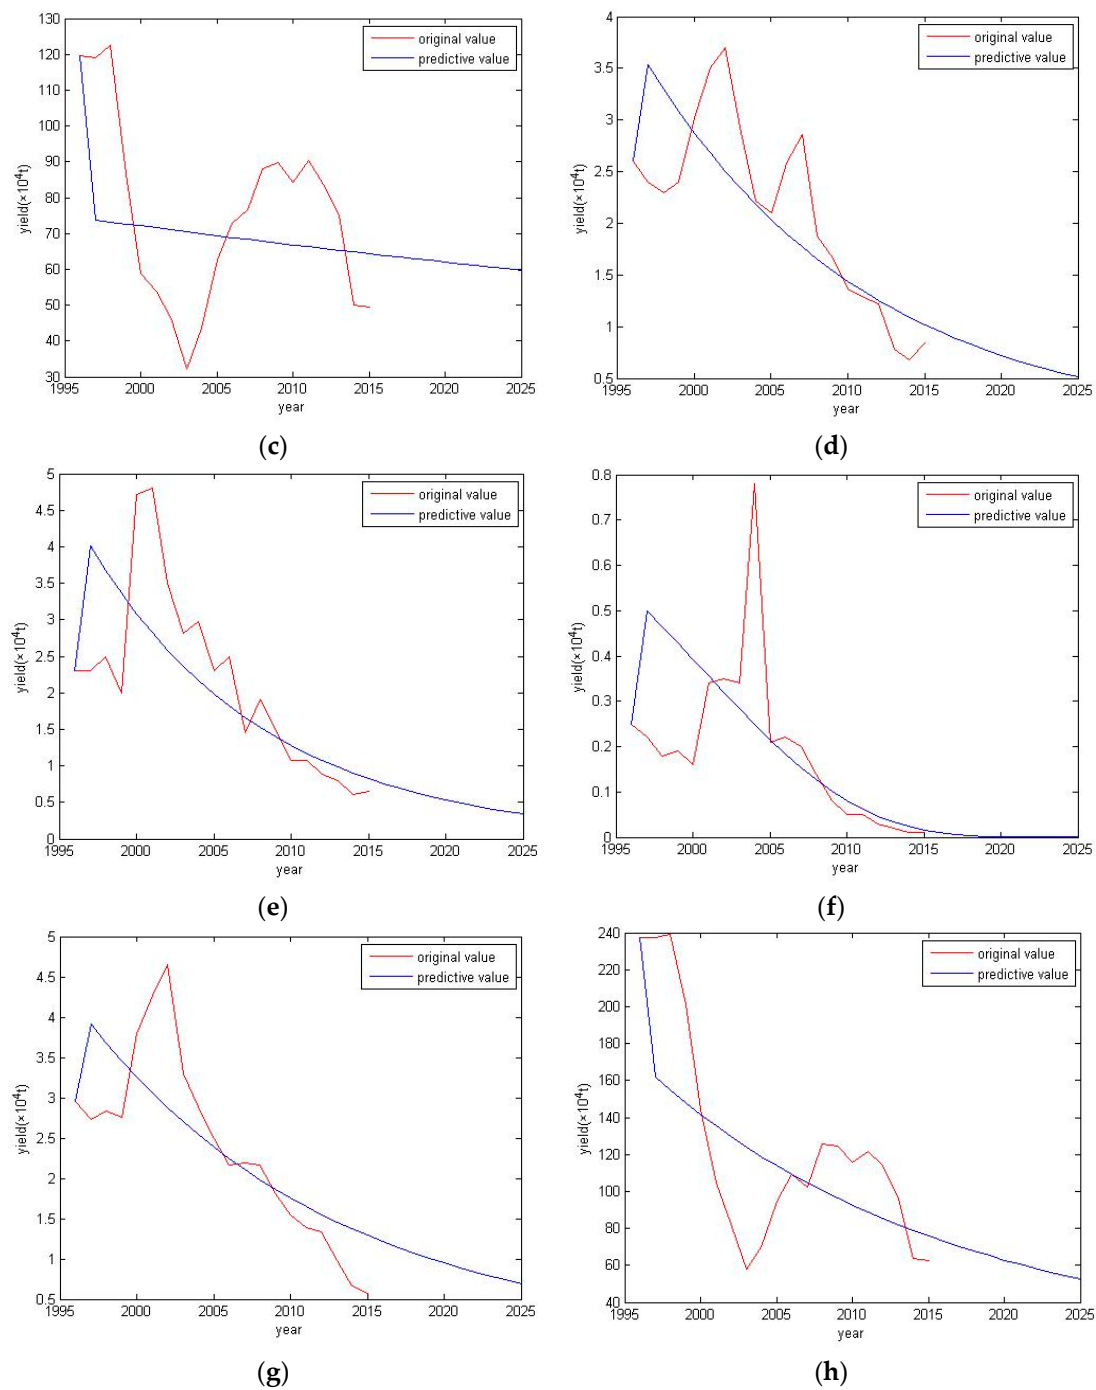 130
120
110
100
90
80
70
60
50
40
30
yield(×10⁴t)
original value
predictive value
1995 2000 2005 2010 2015 2020 2025
year
(c)
4
3.5
3
2.5
2
1.5
1
0.5
yield(×10⁴t)
original value
predictive value
1995 2000 2005 2010 2015 2020 2025
year
(d)
5
4.5
4
3.5
3
2.5
2
1.5
1
0.5
0
yield(×10⁴t)
original value
predictive value
1995 2000 2005 2010 2015 2020 2025
year
(e)
0.8
0.7
0.6
0.5
0.4
0.3
0.2
0.1
0
yield(×10⁴t)
original value
predictive value
1995 2000 2005 2010 2015 2020 2025
year
(f)
5
4.5
4
3.5
3
2.5
2
1.5
1
0.5
yield(×10⁴t)
original value
predictive value
1995 2000 2005 2010 2015 2020 2025
year
(g)
240
220
200
180
160
140
120
100
80
60
40
yield(×10⁴t)
original value
predictive value
1995 2000 2005 2010 2015 2020 2025
year
(h)